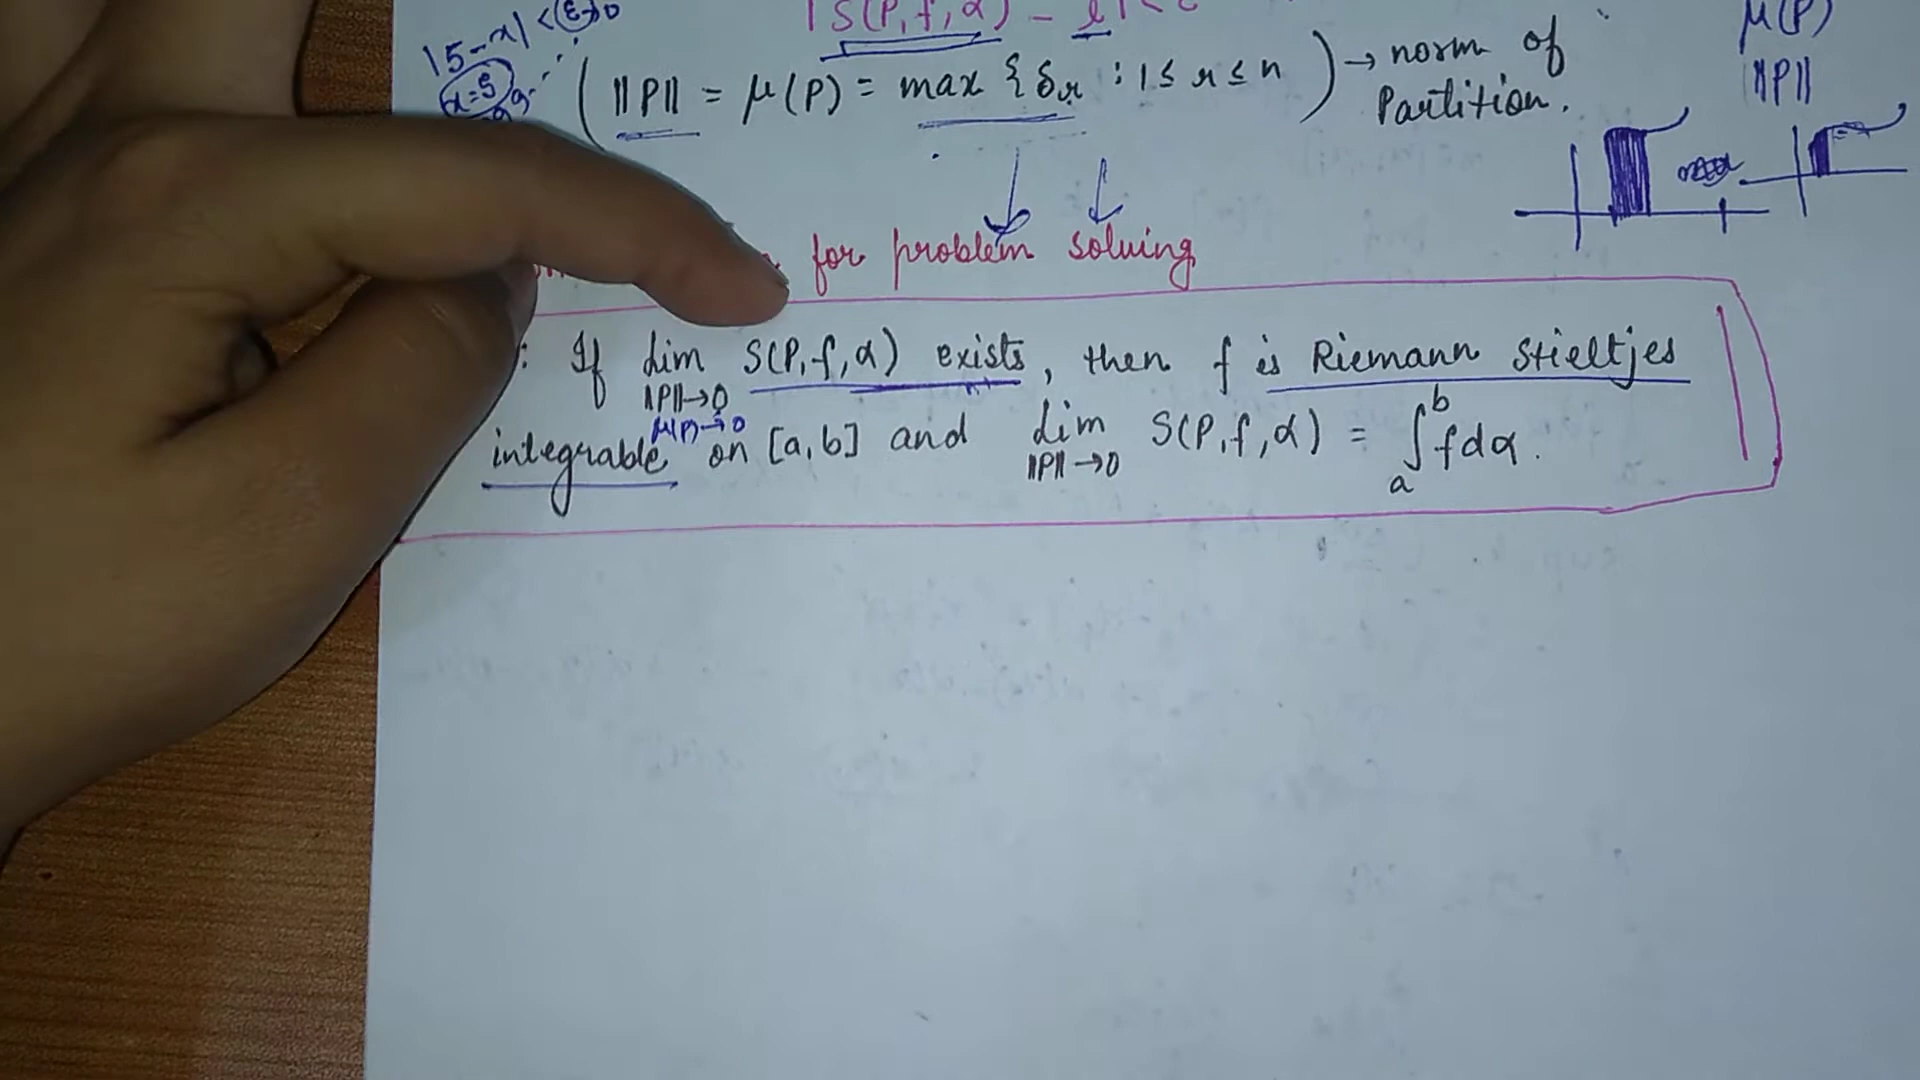 |5-x| < ε → 0
x=5
|S(P, f, α) - l| <
μ(P)
||P||
( ||P|| = μ(P) = max { δr : 1 ≤ r ≤ n ) → norm of
Partition.
for problem solving
: If lim S(P, f, α) exists, then f is Riemann Stieltjes
||P||→0
μ(P)→0
integrable on [a, b] and lim S(P, f, α) = ∫ₐᵇ f dα.
||P||→0